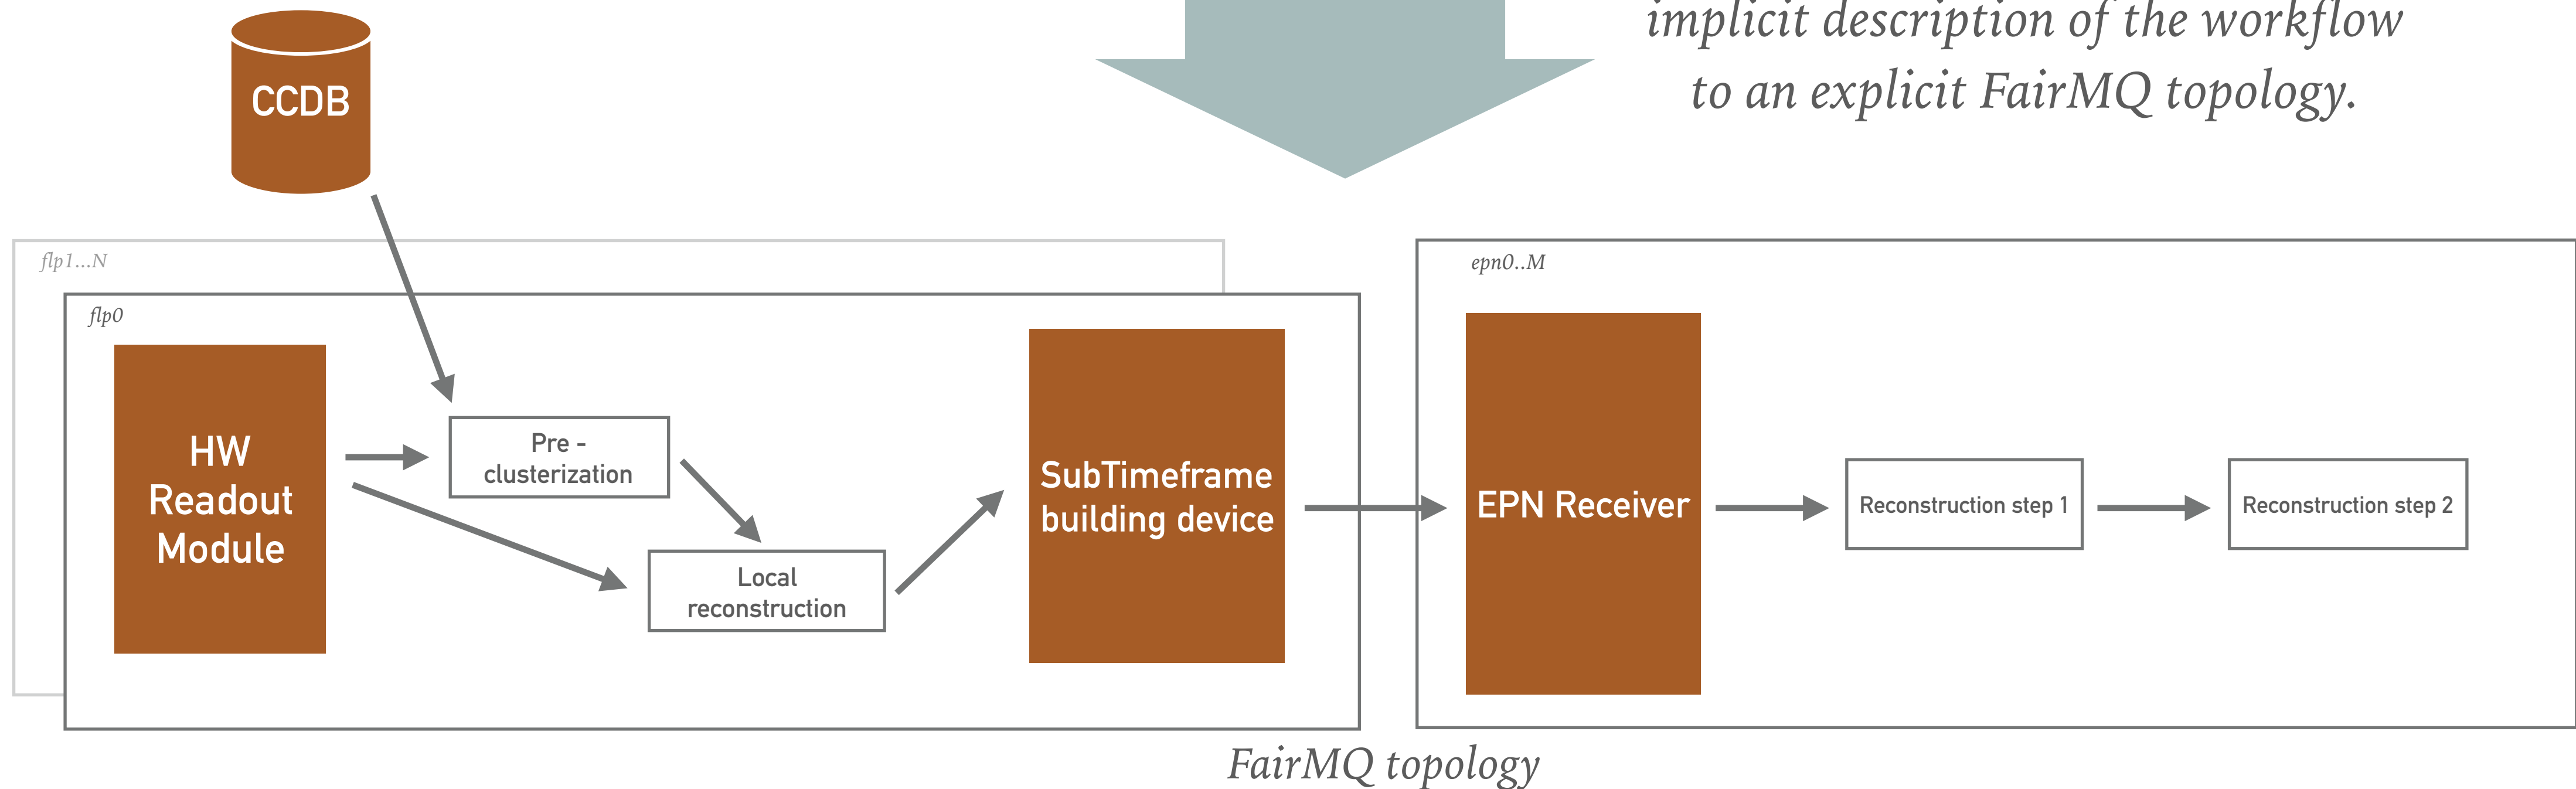 implicit description of the workflow
to an explicit FairMQ topology.
CCDB
flp1...N
flp0
HW
Readout
Module
Pre -
clusterization
Local
reconstruction
SubTimeframe
building device
epn0..M
EPN Receiver
Reconstruction step 1
Reconstruction step 2
FairMQ topology